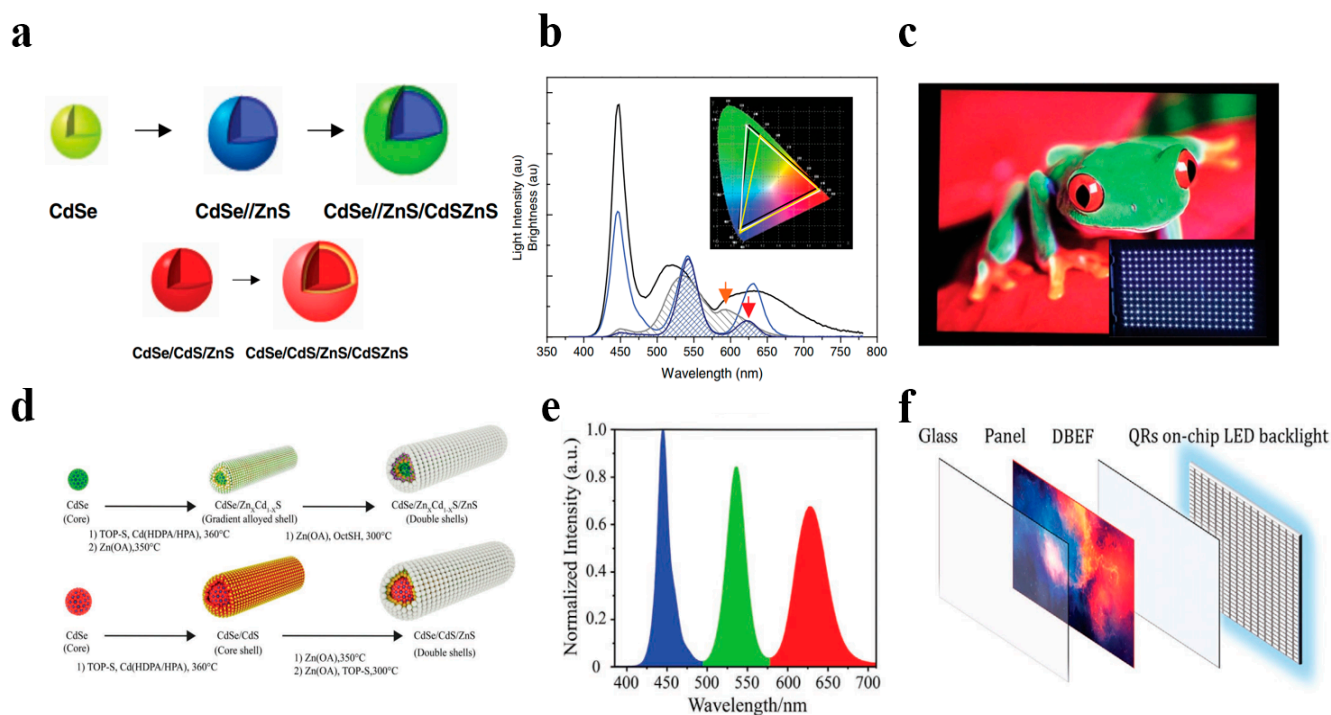 a
CdSe
CdSe//ZnS
CdSe//ZnS/CdSZnS
CdSe/CdS/ZnS
CdSe/CdS/ZnS/CdSZnS
b
Light Intensity (au)
Brightness (au)
350 400 450 500 550 600 650 700 750 800
Wavelength (nm)
c
d
CdSe
(Core)
1) TOP-S, Cd(HDPA/HPA), 360°C
2) Zn(OA),350°C
CdSe/ZnxCd1-xS
(Gradient alloyed shell)
1) Zn(OA), OctSH, 300°C
CdSe/ZnxCd1-xS/ZnS
(Double shells)
CdSe
(Core)
1) TOP-S, Cd(HDPA/HPA), 360°C
CdSe/CdS
(Core shell)
1) Zn(OA),350°C
2) Zn(OA), TOP-S,300°C
CdSe/CdS/ZnS
(Double shells)
e
Normalized Intensity (a.u.)
1.0
0.8
0.6
0.4
0.2
0
400 450 500 550 600 650 700
Wavelength/nm
f
Glass
Panel
DBEF
QRs on-chip LED backlight